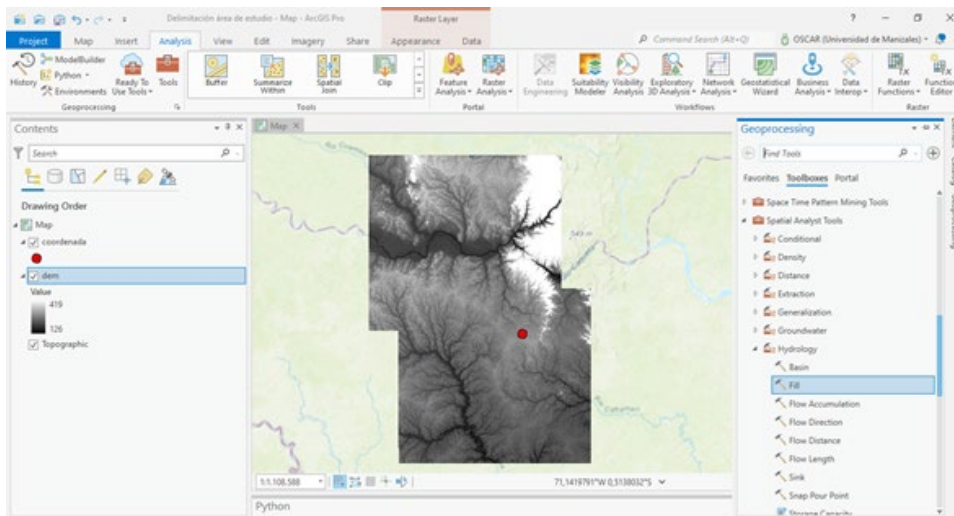 Delimitación área de estudio - Map - ArcGIS Pro
Raster Layer
? — X
Project Map Insert Analysis View Edit Imagery Share Appearance Data
Command Search (Alt+Q)
OSCAR (Universidad de Manizales)
History
ModelBuilder
Python
Environments
Ready To Use Tools
Tools
Buffer
Summarize Within
Spatial Join
Clip
Feature Analysis
Raster Analysis
Data Engineering
Suitability Modeler
Visibility Analysis
Exploratory 3D Analysis
Network Analysis
Geostatistical Wizard
Business Analysis
Data Interop
Raster Functions
Function Editor
Geoprocessing
Tools
Portal
Workflows
Raster
Contents
Search
Drawing Order
Map
coordenada
dem
Value
419
126
Topographic
Map
543 m
1:1.108.588
71,1419791°W 0,5138032°S
Python
Geoprocessing
Find Tools
Favorites Toolboxes Portal
Space Time Pattern Mining Tools
Spatial Analyst Tools
Conditional
Density
Distance
Extraction
Generalization
Groundwater
Hydrology
Basin
Fill
Flow Accumulation
Flow Direction
Flow Distance
Flow Length
Sink
Snap Pour Point
Storage Capacity